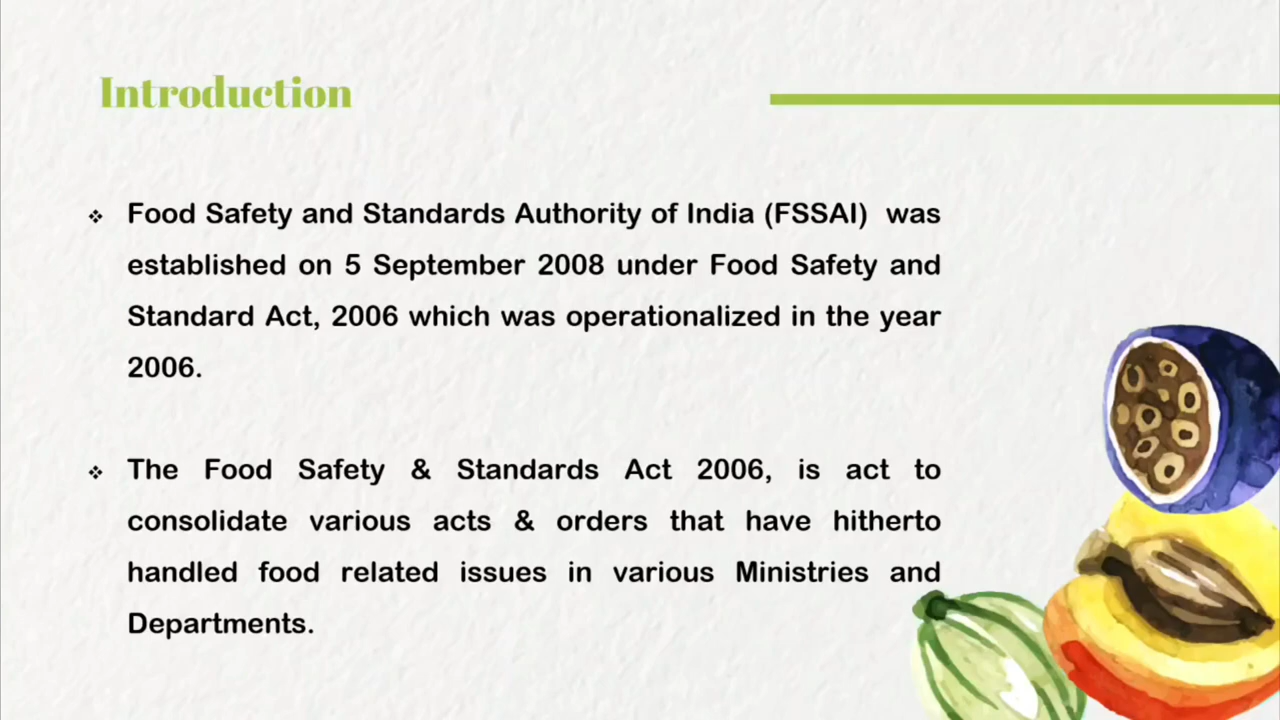 Introduction
❖ Food Safety and Standards Authority of India (FSSAI)  was
established on 5 September 2008 under Food Safety and
Standard Act, 2006 which was operationalized in the year
2006.
❖ The Food Safety & Standards Act 2006, is act to
consolidate various acts & orders that have hitherto
handled food related issues in various Ministries and
Departments.